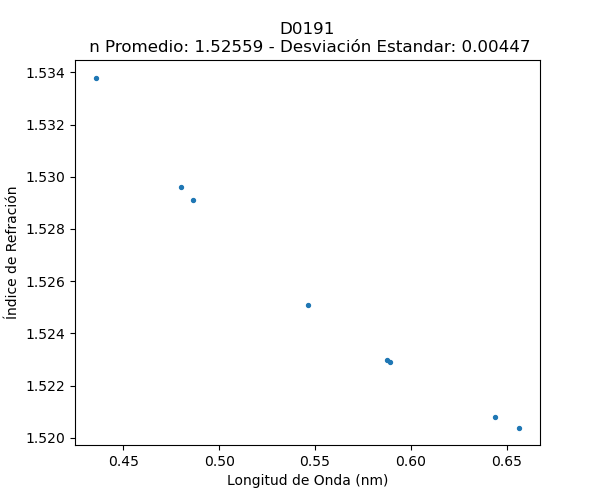 D0191
n Promedio: 1.52559 - Desviación Estandar: 0.00447
1.534
1.532
1.530
1.528
1.526
1.524
1.522
1.520
Índice de Refración
0.45 0.50 0.55 0.60 0.65
Longitud de Onda (nm)